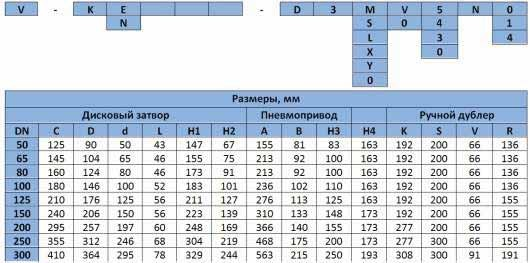 V - K E - D 3 M V 5 N 0
N S 0 4 1
L 3 4
X 0
Y
0
Размеры, мм
Дисковый затвор Пневмопривод Ручной дублер
DN C D d L H1 H2 A B H3 H4 K S V R
50 125 90 50 43 147 67 155 81 83 163 192 200 66 136
65 145 104 65 46 155 75 213 92 100 163 192 200 66 136
80 160 124 80 46 173 91 213 92 100 163 192 200 66 136
100 180 146 100 52 183 101 236 102 110 163 192 200 66 136
125 210 176 125 56 211 127 276 113 125 163 192 200 66 136
150 240 206 150 56 223 139 310 133 148 173 192 200 66 136
200 295 257 197 60 248 169 366 140 155 173 277 200 66 155
250 355 312 246 68 304 219 468 175 200 173 277 300 66 155
300 410 364 295 78 329 244 563 215 250 193 308 300 91 191